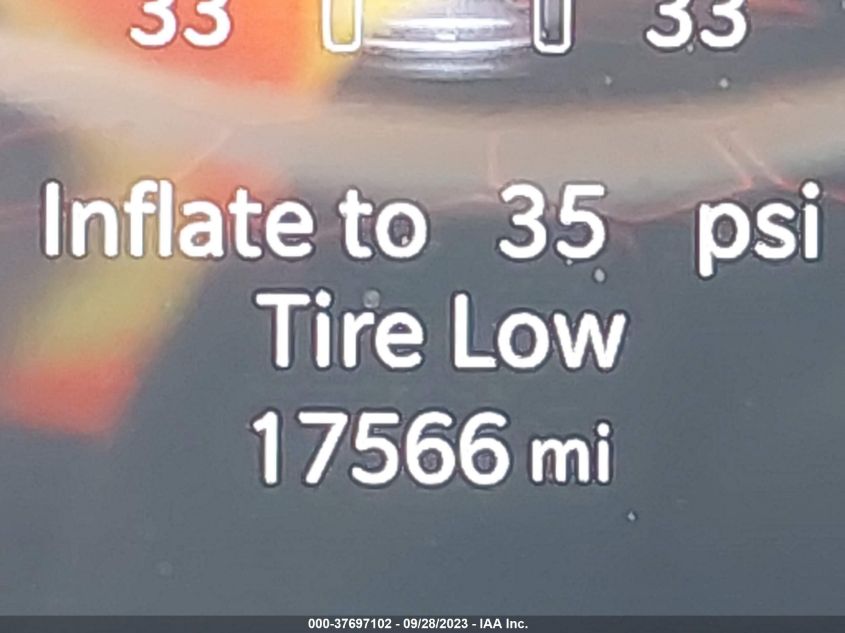 33 33
Inflate to 35 psi
Tire Low
17566 mi
000-37697102 - 09/28/2023 - IAA Inc.